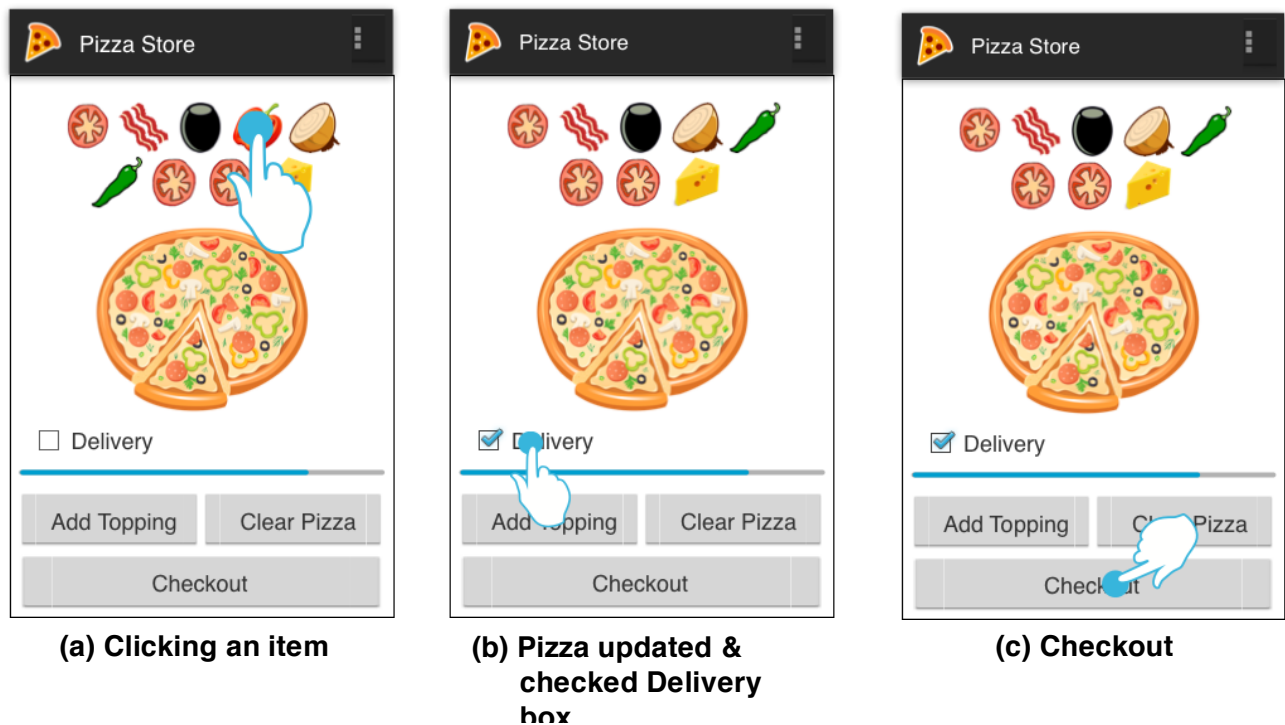 Pizza Store
Delivery
Add Topping
Clear Pizza
Checkout
(a) Clicking an item
Pizza Store
Delivery
Add Topping
Clear Pizza
Checkout
(b) Pizza updated &
checked Delivery
box
Pizza Store
Delivery
Add Topping
Clear Pizza
Checkout
(c) Checkout